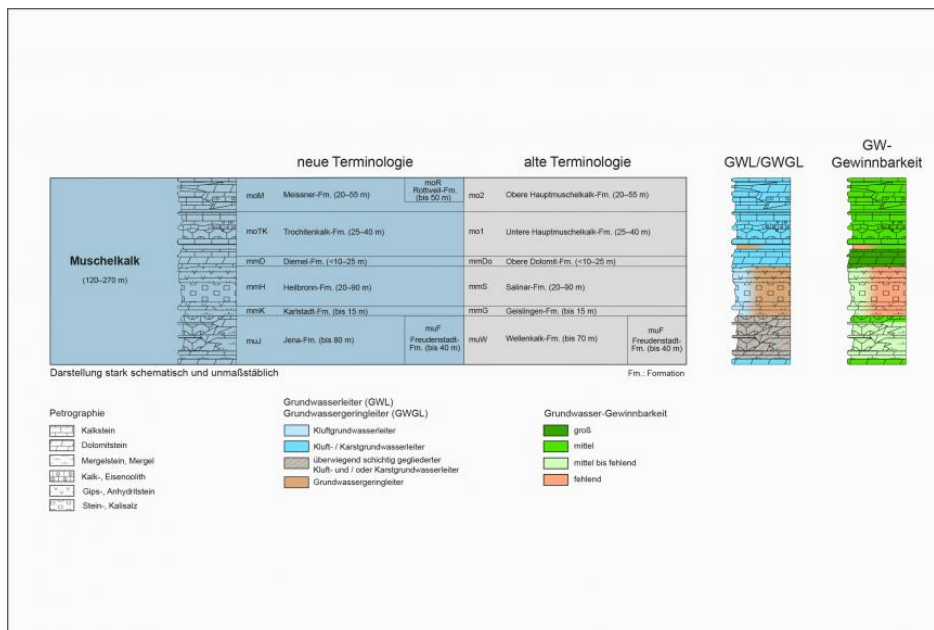 neue Terminologie
alte Terminologie
GWL/GWGL
GW-
Gewinnbarkeit
Muschelkalk
(120–270 m)
moM
Meissner-Fm. (20–55 m)
moR
Rottweil-Fm.
(bis 50 m)
mo2
Obere Hauptmuschelkalk-Fm. (20–55 m)
moTK
Trochitenkalk-Fm. (25–40 m)
mo1
Untere Hauptmuschelkalk-Fm. (25–40 m)
mmD
Diemel-Fm. (<10–25 m)
mmDo
Obere Dolomit-Fm. (<10–25 m)
mmH
Heilbronn-Fm. (20–90 m)
mmS
Salinar-Fm. (20–90 m)
mmK
Karlstadt-Fm. (bis 15 m)
mmG
Geislingen-Fm. (bis 15 m)
muJ
Jena-Fm. (bis 80 m)
muF
Freudenstadt-
Fm. (bis 40 m)
muW
Wellenkalk-Fm. (bis 70 m)
muF
Freudenstadt-
Fm. (bis 40 m)
Darstellung stark schematisch und unmaßstäblich
Fm.: Formation
Petrographie
Kalkstein
Dolomitstein
Mergelstein, Mergel
Kalk-, Eisenoolith
Gips-, Anhydritstein
Stein-, Kalisalz
Grundwasserleiter (GWL)
Grundwassergeringleiter (GWGL)
Kluftgrundwasserleiter
Kluft- / Karstgrundwasserleiter
überwiegend schichtig gegliederter
Kluft- und / oder Karstgrundwasserleiter
Grundwassergeringleiter
Grundwasser-Gewinnbarkeit
groß
mittel
mittel bis fehlend
fehlend